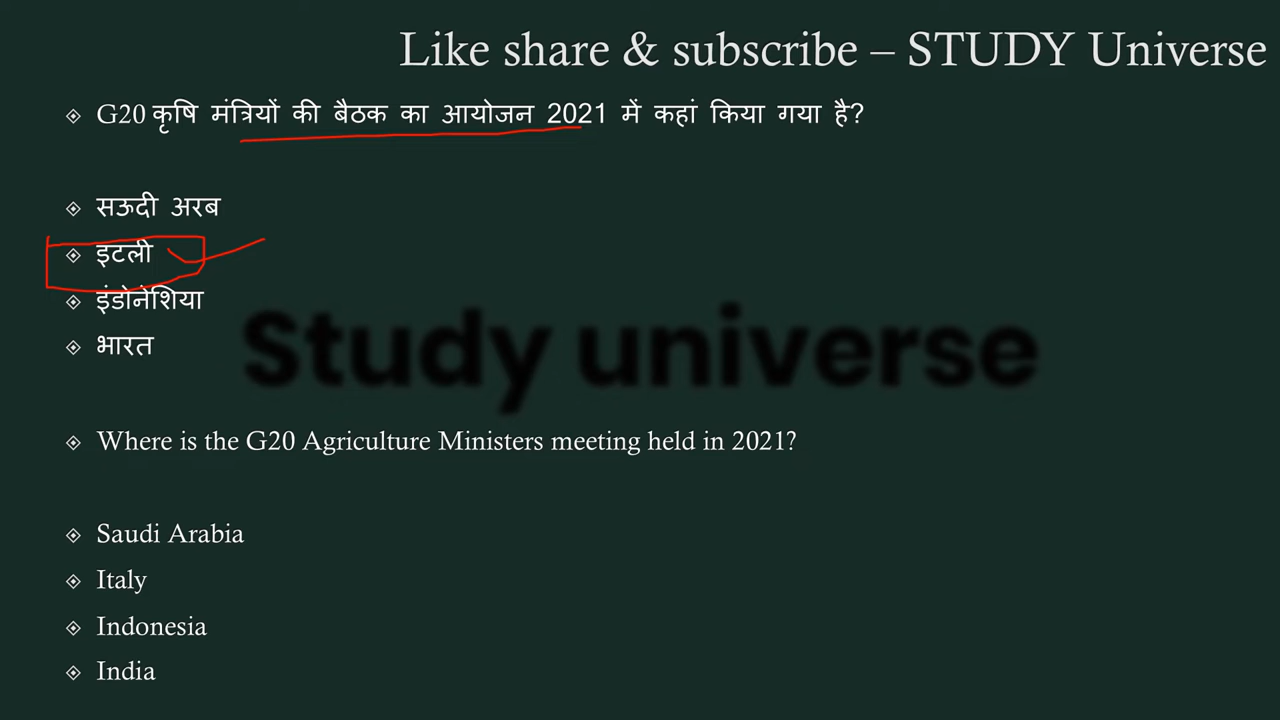 Like share & subscribe – STUDY Universe
G20 कृषि मंत्रियों की बैठक का आयोजन 2021 में कहां किया गया है?
सऊदी अरब
इटली
इंडोनेशिया
भारत
Study universe
Where is the G20 Agriculture Ministers meeting held in 2021?
Saudi Arabia
Italy
Indonesia
India